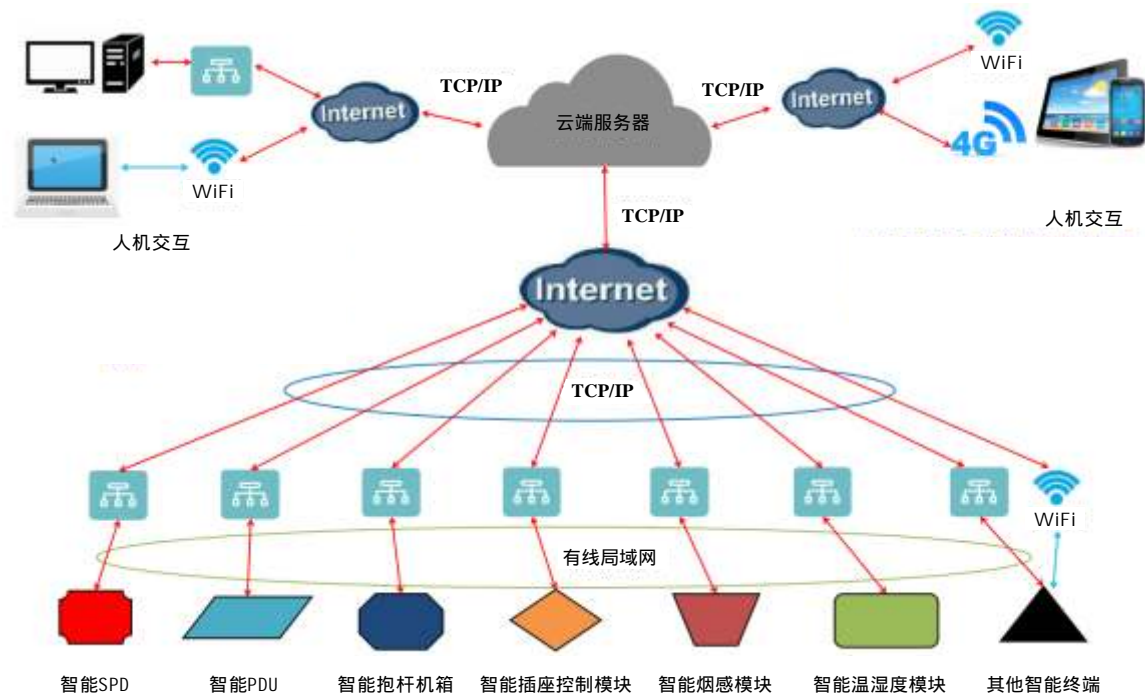 WiFi
TCP/IP
TCP/IP
Internet
Internet
云端服务器
4G
WiFi
TCP/IP
人机交互
人机交互
Internet
TCP/IP
WiFi
有线局域网
智能SPD
智能PDU
智能抱杆机箱
智能插座控制模块
智能烟感模块
智能温湿度模块
其他智能终端